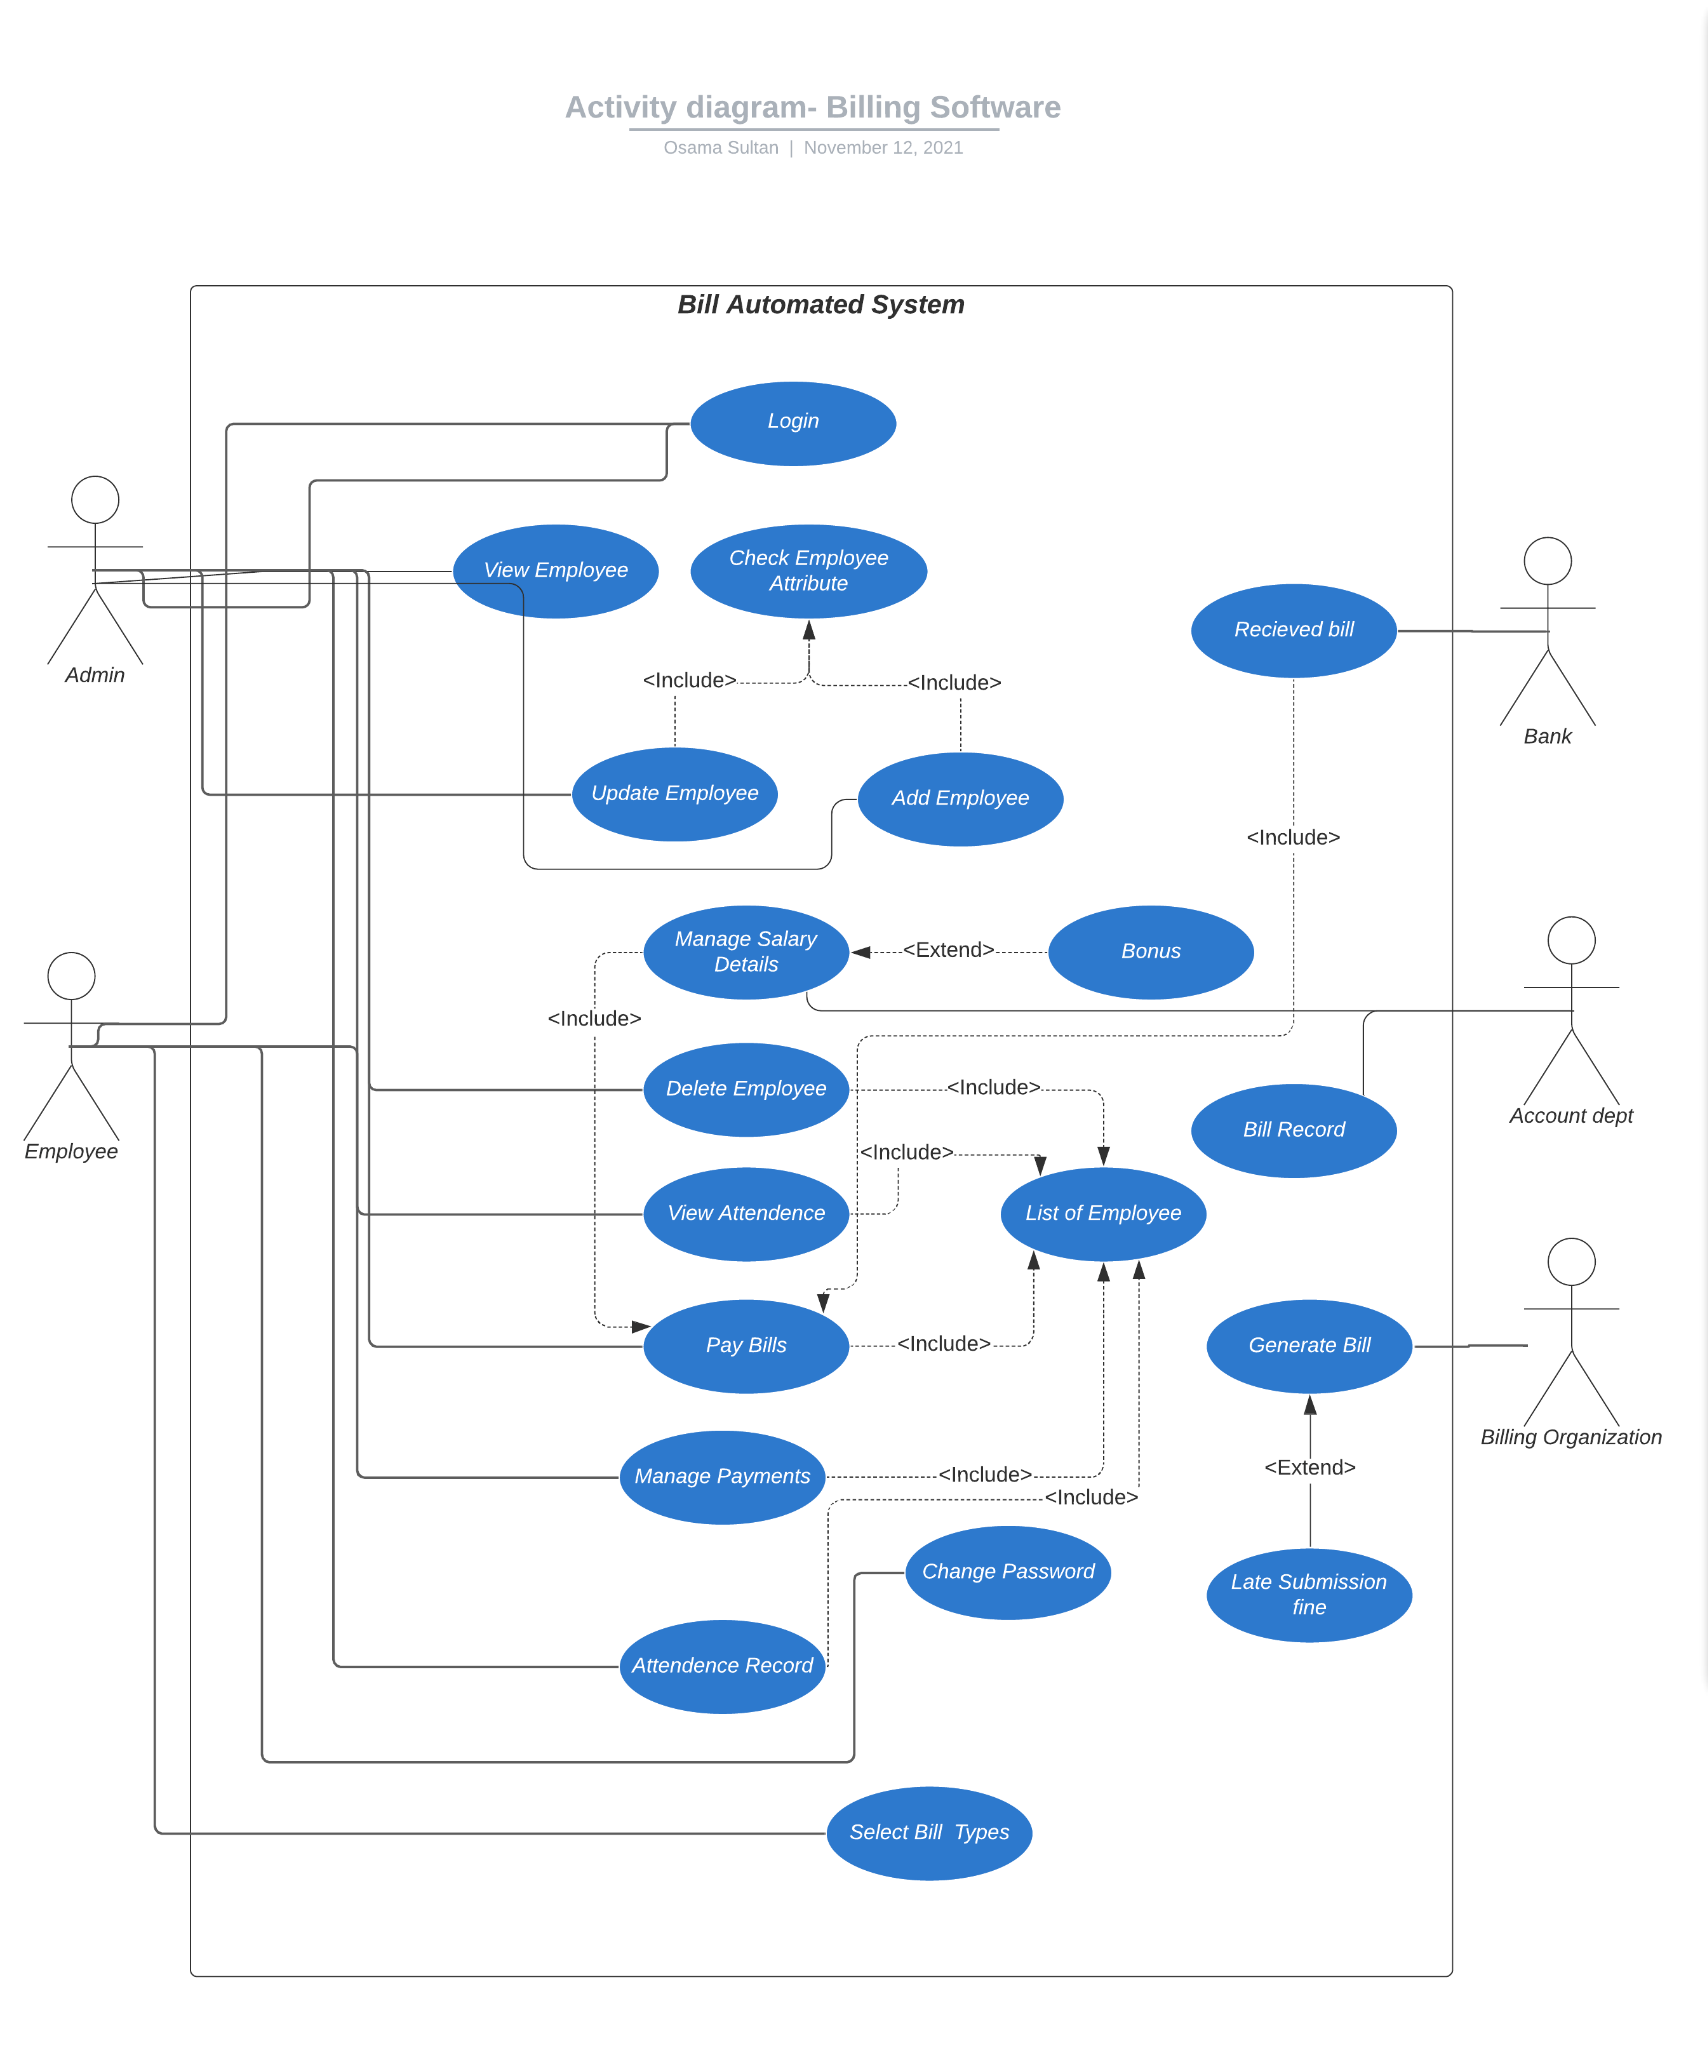 Activity diagram- Billing Software
Osama Sultan | November 12, 2021
Bill Automated System
Login
View Employee
Check Employee
Attribute
Recieved bill
Admin
<Include>
<Include>
Bank
Update Employee
Add Employee
<Include>
Manage Salary
Details
<Extend>
Bonus
<Include>
Delete Employee
<Include>
Account dept
Bill Record
Employee
<Include>
View Attendence
List of Employee
Pay Bills
<Include>
Generate Bill
Billing Organization
<Extend>
Manage Payments
<Include>
<Include>
Change Password
Late Submission
fine
Attendence Record
Select Bill  Types